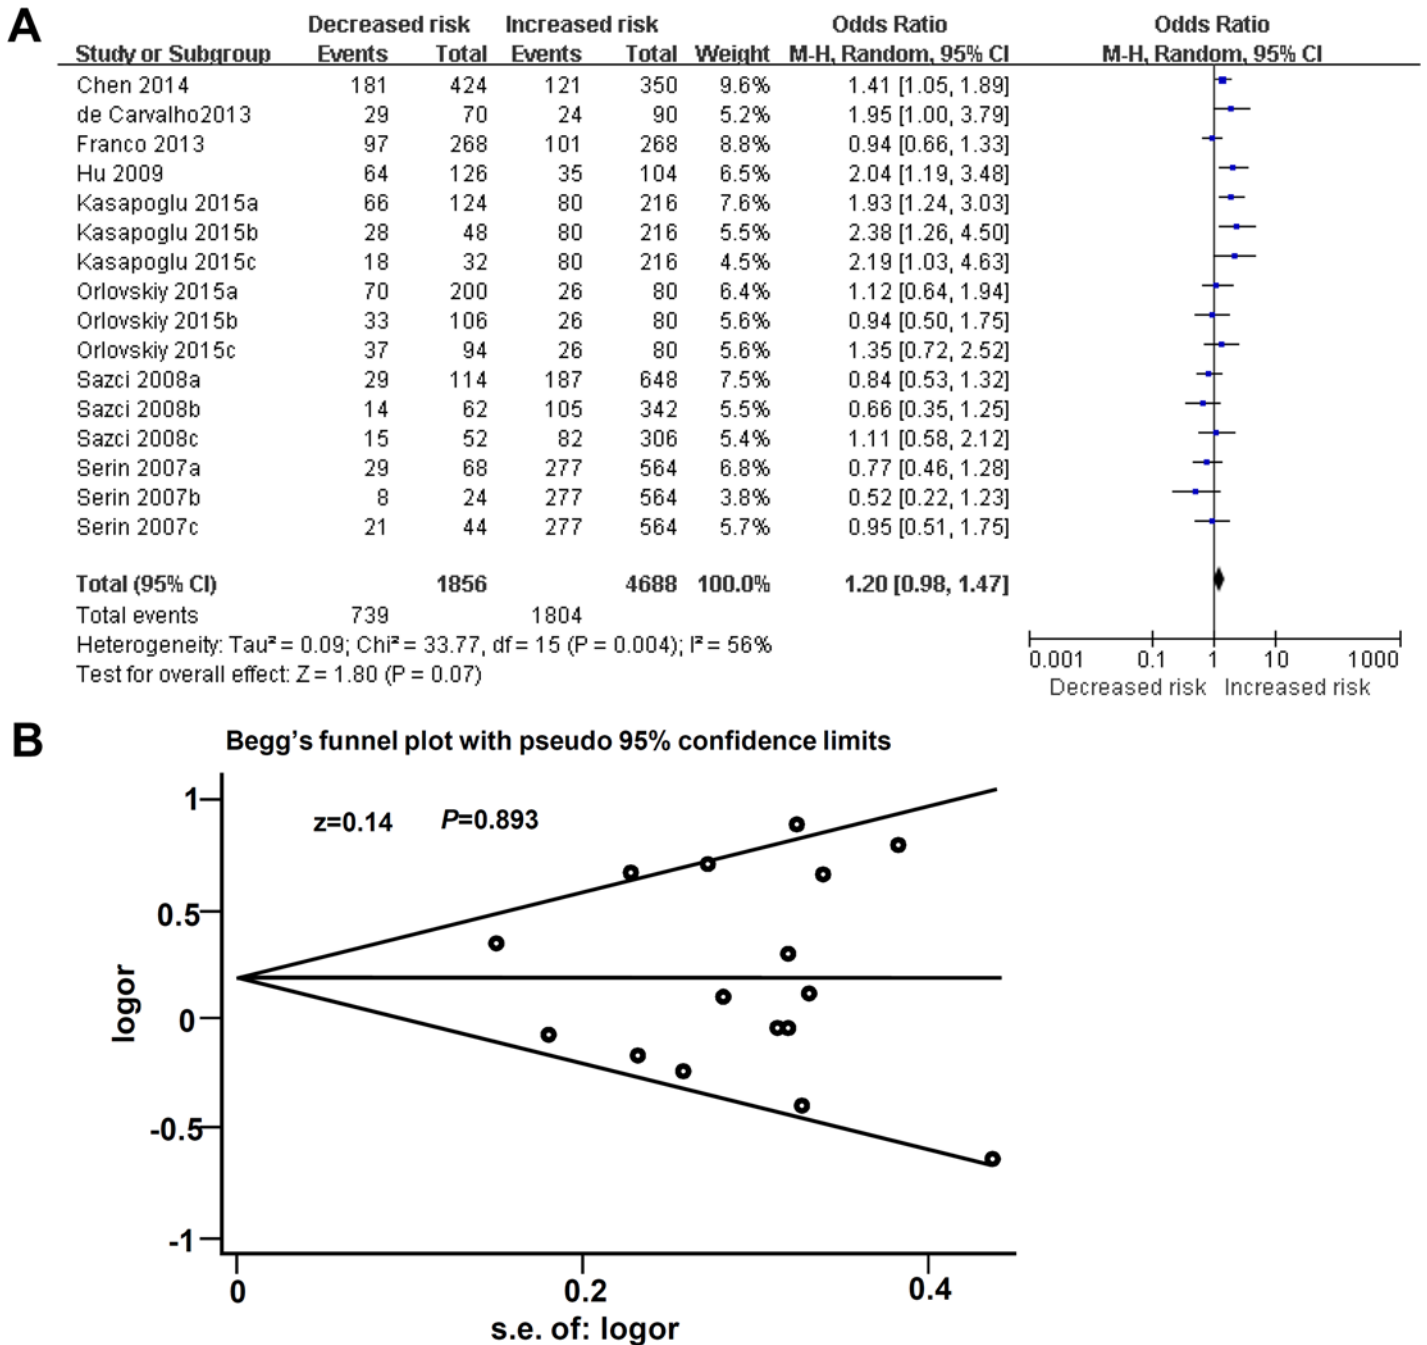 A
Decreased risk Increased risk Odds Ratio Odds Ratio
Study or Subgroup Events Total Events Total Weight M-H, Random, 95% CI M-H, Random, 95% CI
Chen 2014 181 424 121 350 9.6% 1.41 [1.05, 1.89]
de Carvalho2013 29 70 24 90 5.2% 1.95 [1.00, 3.79]
Franco 2013 97 268 101 268 8.8% 0.94 [0.66, 1.33]
Hu 2009 64 126 35 104 6.5% 2.04 [1.19, 3.48]
Kasapoglu 2015a 66 124 80 216 7.6% 1.93 [1.24, 3.03]
Kasapoglu 2015b 28 48 80 216 5.5% 2.38 [1.26, 4.50]
Kasapoglu 2015c 18 32 80 216 4.5% 2.19 [1.03, 4.63]
Orlovskiy 2015a 70 200 26 80 6.4% 1.12 [0.64, 1.94]
Orlovskiy 2015b 33 106 26 80 5.6% 0.94 [0.50, 1.75]
Orlovskiy 2015c 37 94 26 80 5.6% 1.35 [0.72, 2.52]
Sazci 2008a 29 114 187 648 7.5% 0.84 [0.53, 1.32]
Sazci 2008b 14 62 105 342 5.5% 0.66 [0.35, 1.25]
Sazci 2008c 15 52 82 306 5.4% 1.11 [0.58, 2.12]
Serin 2007a 29 68 277 564 6.8% 0.77 [0.46, 1.28]
Serin 2007b 8 24 277 564 3.8% 0.52 [0.22, 1.23]
Serin 2007c 21 44 277 564 5.7% 0.95 [0.51, 1.75]
Total (95% CI) 1856 4688 100.0% 1.20 [0.98, 1.47]
Total events 739 1804
Heterogeneity: Tau² = 0.09; Chi² = 33.77, df = 15 (P = 0.004); I² = 56%
Test for overall effect: Z = 1.80 (P = 0.07)
0.001 0.1 1 10 1000
Decreased risk Increased risk
B
Begg's funnel plot with pseudo 95% confidence limits
z=0.14 P=0.893
1
0.5
0
-0.5
-1
logor
0 0.2 0.4
s.e. of: logor